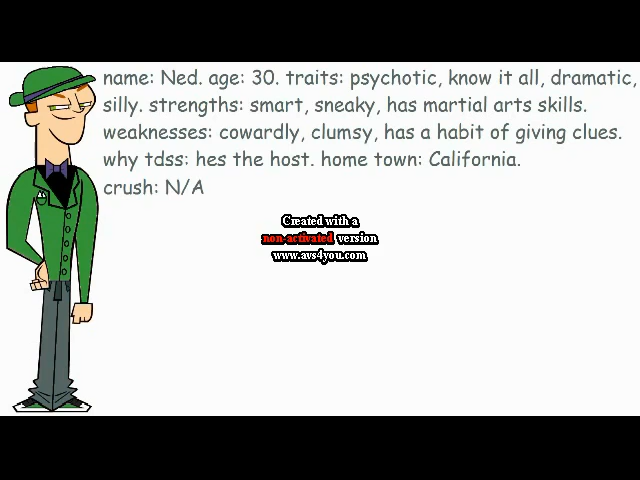 name: Ned. age: 30. traits: psychotic, know it all, dramatic,
silly. strengths: smart, sneaky, has martial arts skills.
weaknesses: cowardly, clumsy, has a habit of giving clues.
why tdss: hes the host. home town: California.
crush: N/A
Created with a
non-activated version
www.avs4you.com